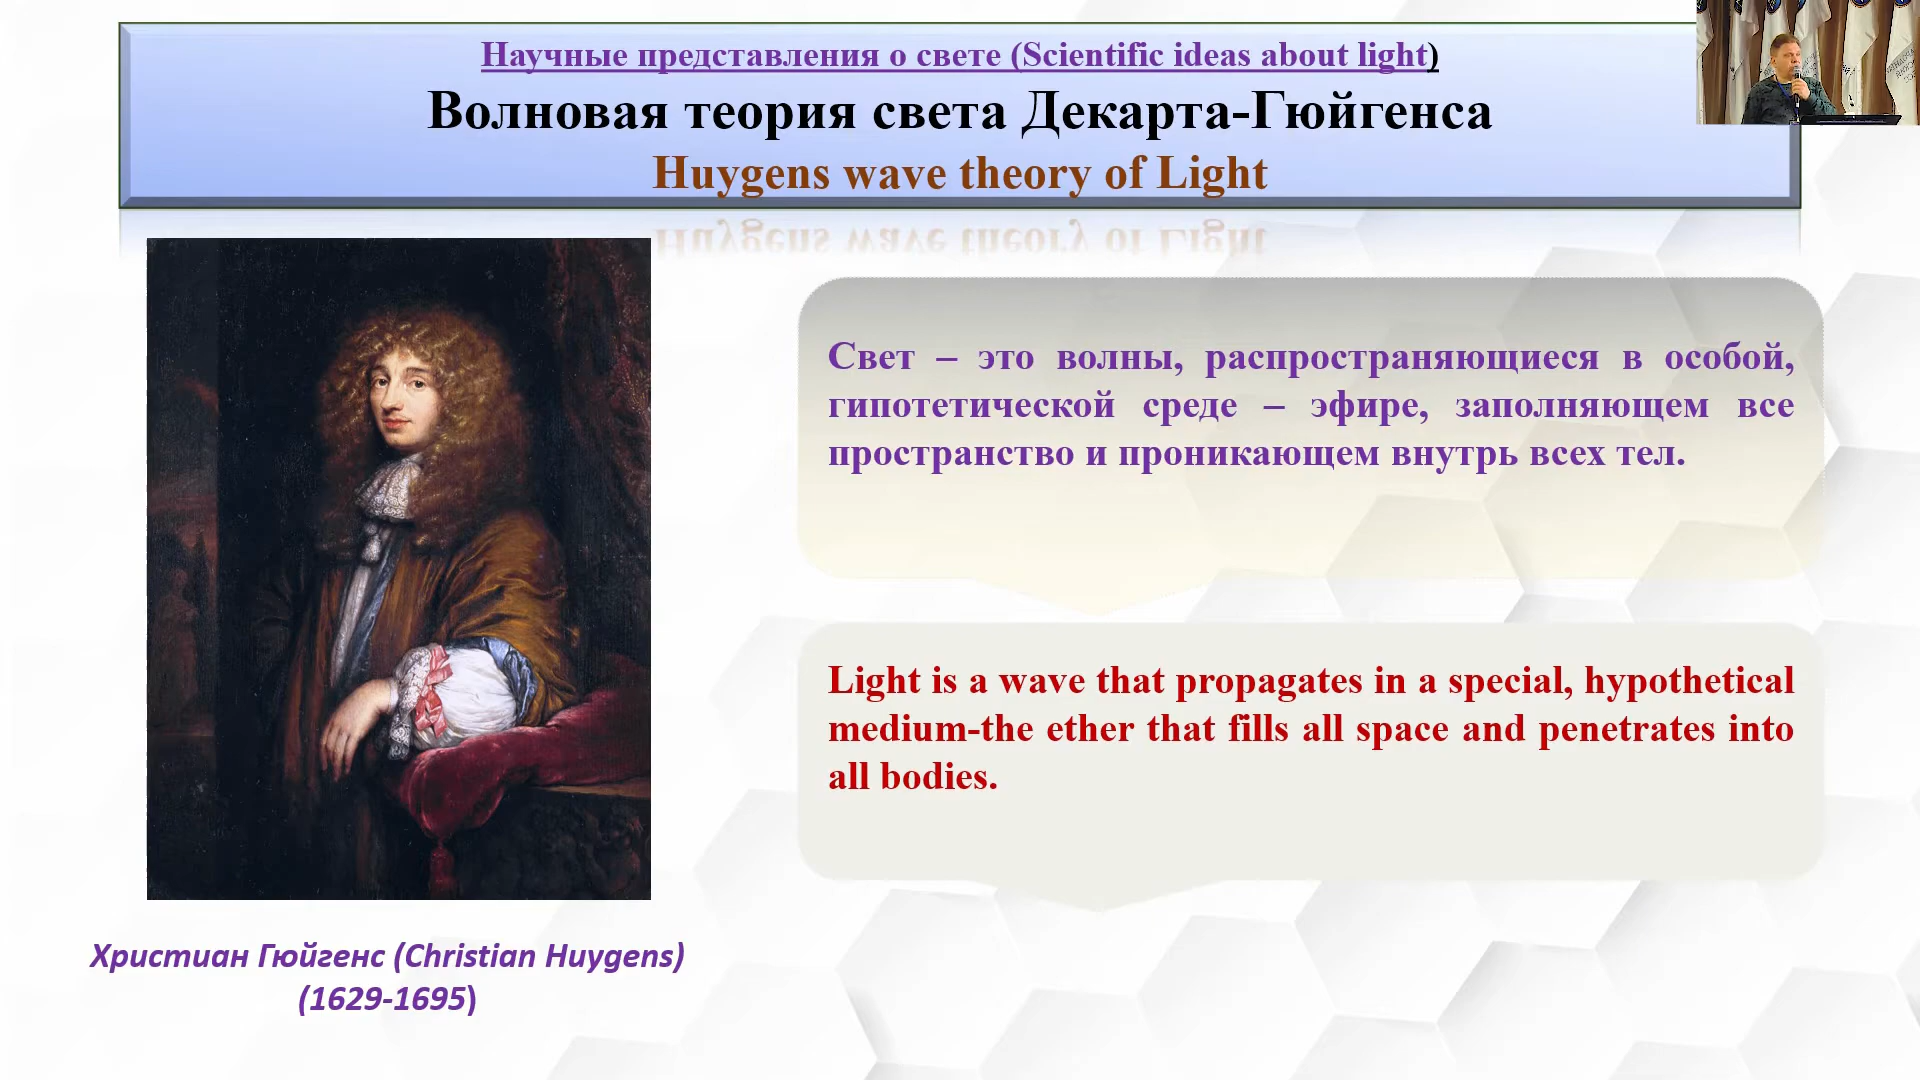 Научные представления о свете (Scientific ideas about light)
Волновая теория света Декарта-Гюйгенса
Huygens wave theory of Light
Свет – это волны, распространяющиеся в особой,
гипотетической среде – эфире, заполняющем все
пространство и проникающем внутрь всех тел.
Light is a wave that propagates in a special, hypothetical
medium-the ether that fills all space and penetrates into
all bodies.
Христиан Гюйгенс (Christian Huygens)
(1629-1695)